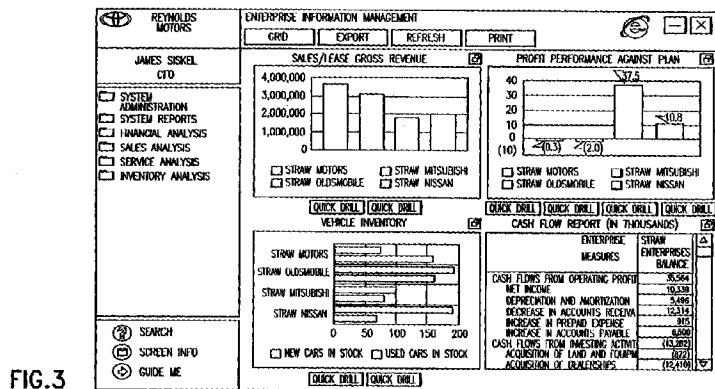 REYNOLDS
MOTORS
ENTERPRISE INFORMATION MANAGEMENT
GRID EXPORT REFRESH PRINT
JAMES SISKEL
CTO
SYSTEM
ADMINISTRATION
SYSTEM REPORTS
FINANCIAL ANALYSIS
SALES ANALYSIS
SERVICE ANALYSIS
INVENTORY ANALYSIS
SEARCH
SCREEN INFO
GUIDE ME
SALES/LEASE GROSS REVENUE
4,000,000
3,000,000
2,000,000
1,000,000
0
STRAW MOTORS STRAW MITSUBISHI
STRAW OLDSMOBILE STRAW NISSAN
QUICK DRILL QUICK DRILL
PROFIT PERFORMANCE AGAINST PLAN
40
30
20
10
0
(10)
37.5
10.8
(0.3) (2.0)
STRAW MOTORS STRAW MITSUBISHI
STRAW OLDSMOBILE STRAW NISSAN
QUICK DRILL QUICK DRILL QUICK DRILL QUICK DRILL
VEHICLE INVENTORY
STRAW MOTORS
STRAW OLDSMOBILE
STRAW MITSUBISHI
STRAW NISSAN
0 50 100 150 200
NEW CARS IN STOCK USED CARS IN STOCK
QUICK DRILL QUICK DRILL
CASH FLOW REPORT (IN THOUSANDS)
ENTERPRISE STRAW
MEASURES ENTERPRISES
BALANCE
CASH FLOWS FROM OPERATING PROFIT 35,564
NET INCOME 10,339
DEPRECIATION AND AMORTIZATION 5,496
DECREASE IN ACCOUNTS RECEIVA 12,314
INCREASE IN PREPAID EXPENSE 915
INCREASE IN ACCOUNTS PAYABLE 6,500
CASH FLOWS FROM INVESTING ACTIVIT (13,282)
ACQUISITION OF LAND AND EQUIPM (872)
ACQUISITION OF DEALERSHIPS (12,410)
FIG.3